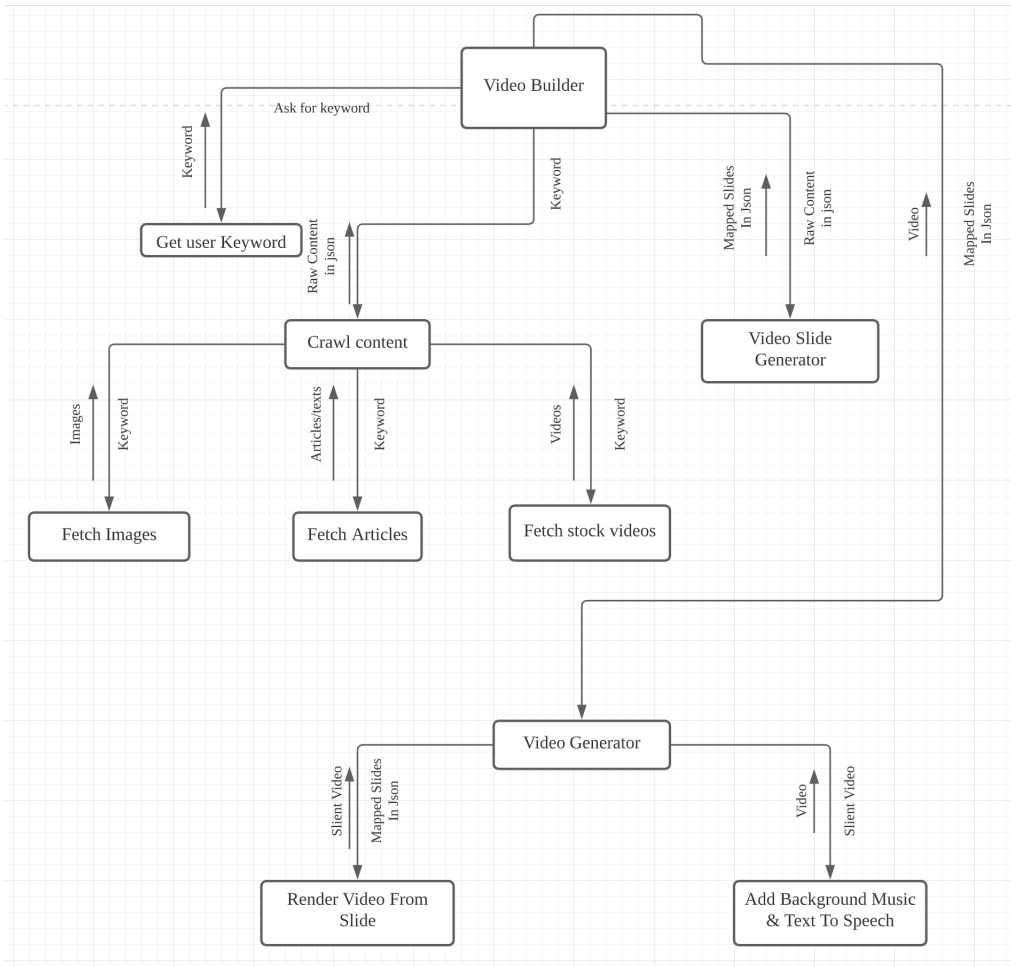 Video Builder
Ask for keyword
Keyword
Keyword
Get user Keyword
Raw Content
in json
Mapped Slides
In Json
Raw Content
in json
Video
Mapped Slides
In Json
Crawl content
Video Slide
Generator
Images
Keyword
Articles/texts
Keyword
Videos
Keyword
Fetch Images
Fetch Articles
Fetch stock videos
Video Generator
Slient Video
Mapped Slides
In Json
Video
Slient Video
Render Video From
Slide
Add Background Music
& Text To Speech